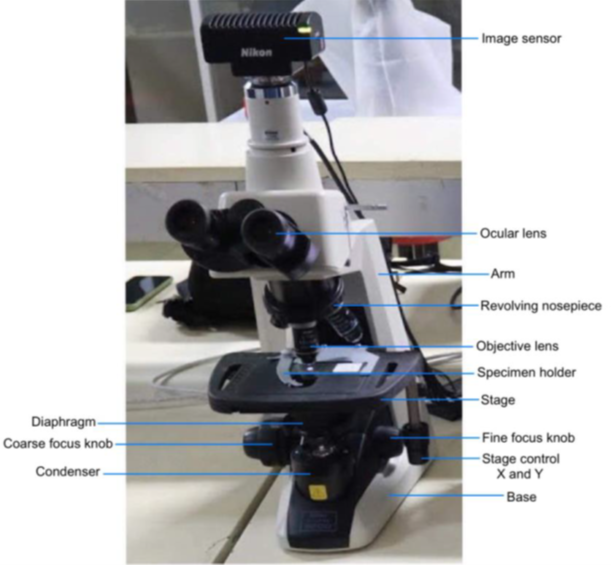 Image sensor
Nikon
Ocular lens
Arm
Revolving nosepiece
Objective lens
Specimen holder
Stage
Diaphragm
Coarse focus knob
Fine focus knob
Condenser
Stage control
X and Y
Base